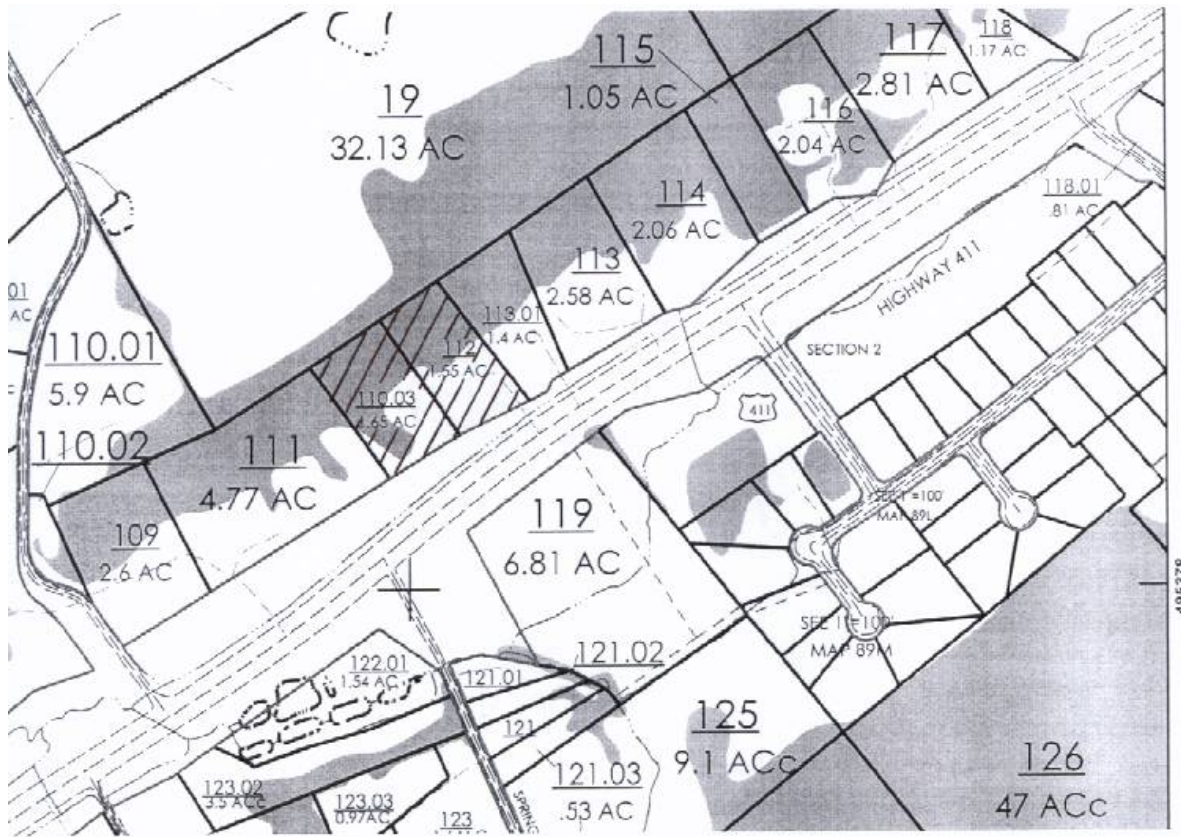 118
1.17 AC
117
2.81 AC
115
1.05 AC
116
2.04 AC
19
32.13 AC
118.01
.81 AC
114
2.06 AC
HIGHWAY 411
113
2.58 AC
01
AC
113.01
1.4 AC
SECTION 2
110.01
5.9 AC
112
1.55 AC
110.03
1.65 AC
411
110.02
111
4.77 AC
119
6.81 AC
SEE 1"=100'
MAP 89L
109
2.6 AC
495378
SEE 1"=100'
MAP 89M
122.01
1.54 AC
121.01
121.02
121
125
9.1 ACc
121.03
.53 AC
126
47 ACc
123.02
3.5 ACc
123.03
0.97AC
123
SPRING